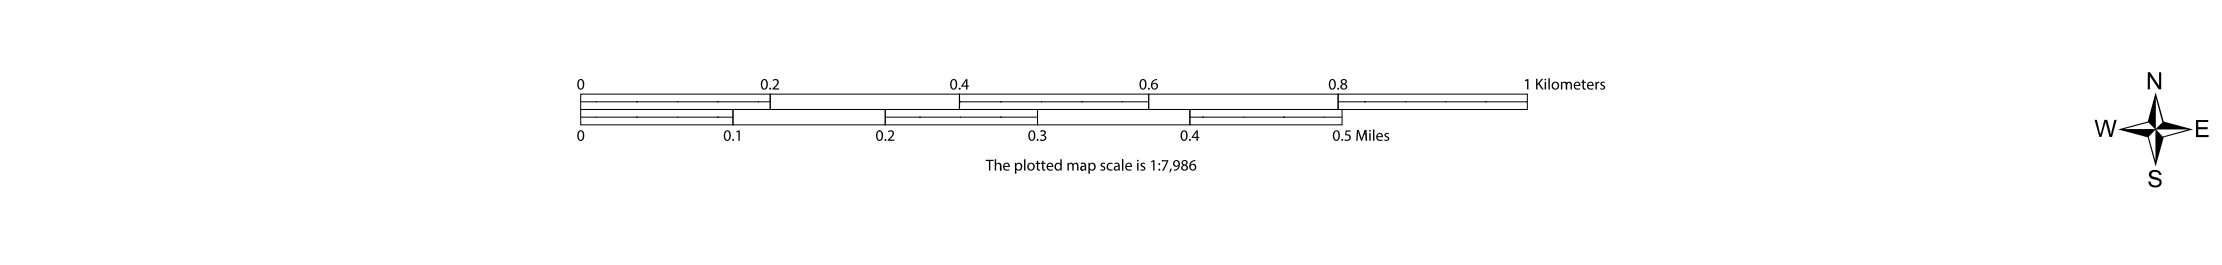 0 0.2 0.4 0.6 0.8 1 Kilometers
0 0.1 0.2 0.3 0.4 0.5 Miles
The plotted map scale is 1:7,986
N
W E
S